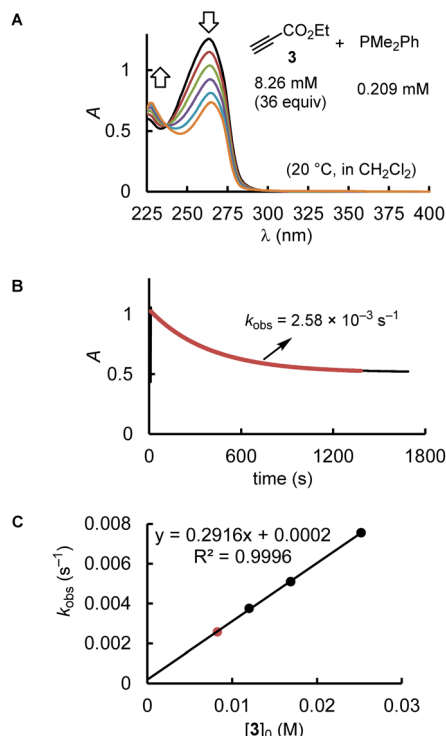 A
CO2Et + PMe2Ph
3
8.26 mM 0.209 mM
(36 equiv)
(20 °C, in CH2Cl2)
A
1
0.5
0
225 250 275 300 325 350 375 400
λ (nm)
B
kobs = 2.58 × 10–3 s–1
A
1
0.5
0
0 600 1200 1800
time (s)
C
y = 0.2916x + 0.0002
R² = 0.9996
kobs (s–1)
0.008
0.006
0.004
0.002
0
0 0.01 0.02 0.03
[3]0 (M)